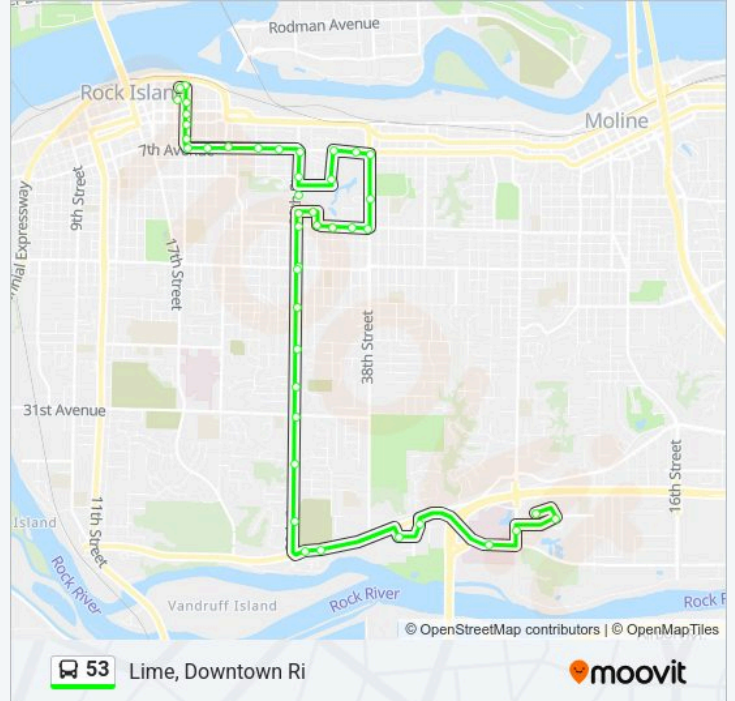 Rodman Avenue
Rock Island
Moline
7th Avenue
9th Street
17th Street
38th Street
31st Avenue
16th Street
11th Street
Island
Rock River
Vandruff Island
Rock River
© OpenStreetMap contributors | © OpenMapTiles
53 Lime, Downtown Ri
moovit